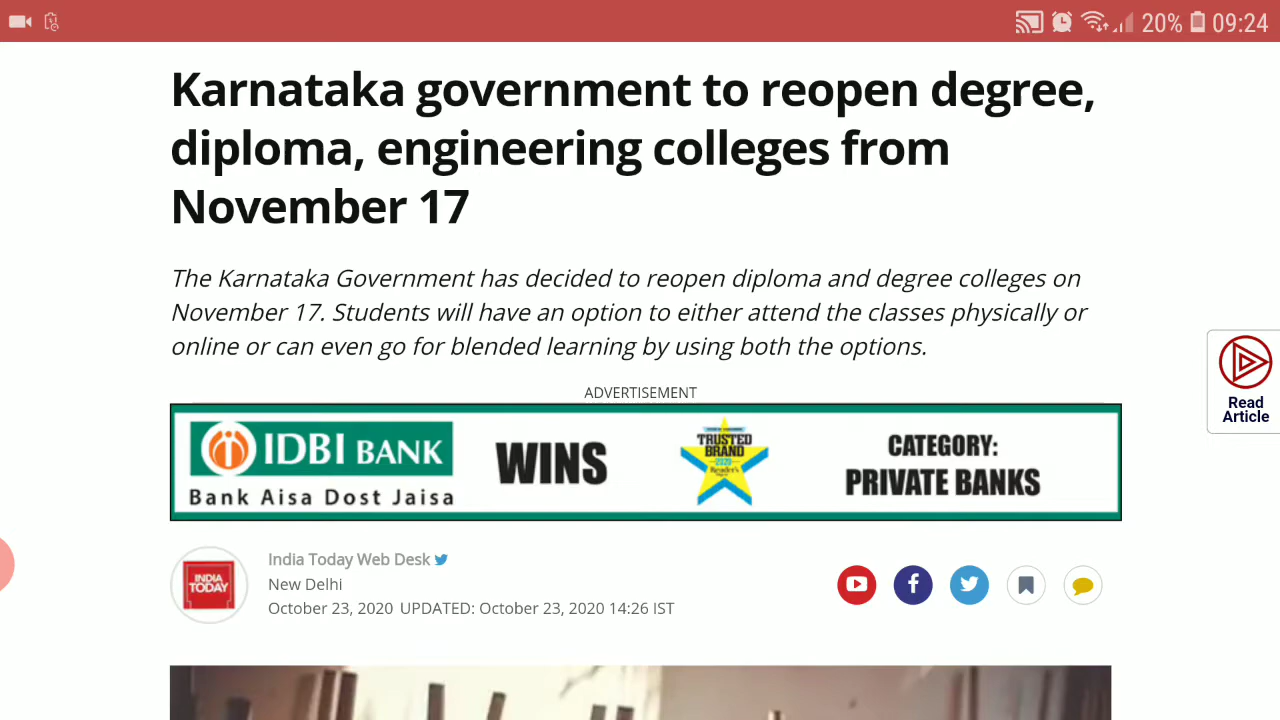 20% 09:24
Karnataka government to reopen degree,
diploma, engineering colleges from
November 17
The Karnataka Government has decided to reopen diploma and degree colleges on
November 17. Students will have an option to either attend the classes physically or
online or can even go for blended learning by using both the options.
Read
Article
ADVERTISEMENT
IDBI BANK
Bank Aisa Dost Jaisa
WINS
TRUSTED
BRAND
2020
Reader's
CATEGORY:
PRIVATE BANKS
INDIA
TODAY
India Today Web Desk
New Delhi
October 23, 2020 UPDATED: October 23, 2020 14:26 IST